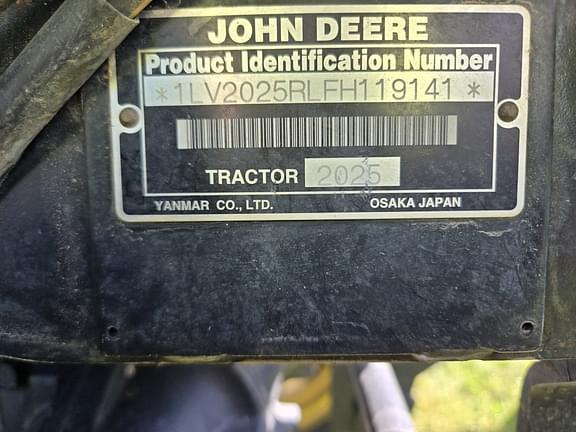 JOHN DEERE
Product Identification Number
*1LV2025RLFH119141 *
TRACTOR 2025
YANMAR CO., LTD. OSAKA JAPAN